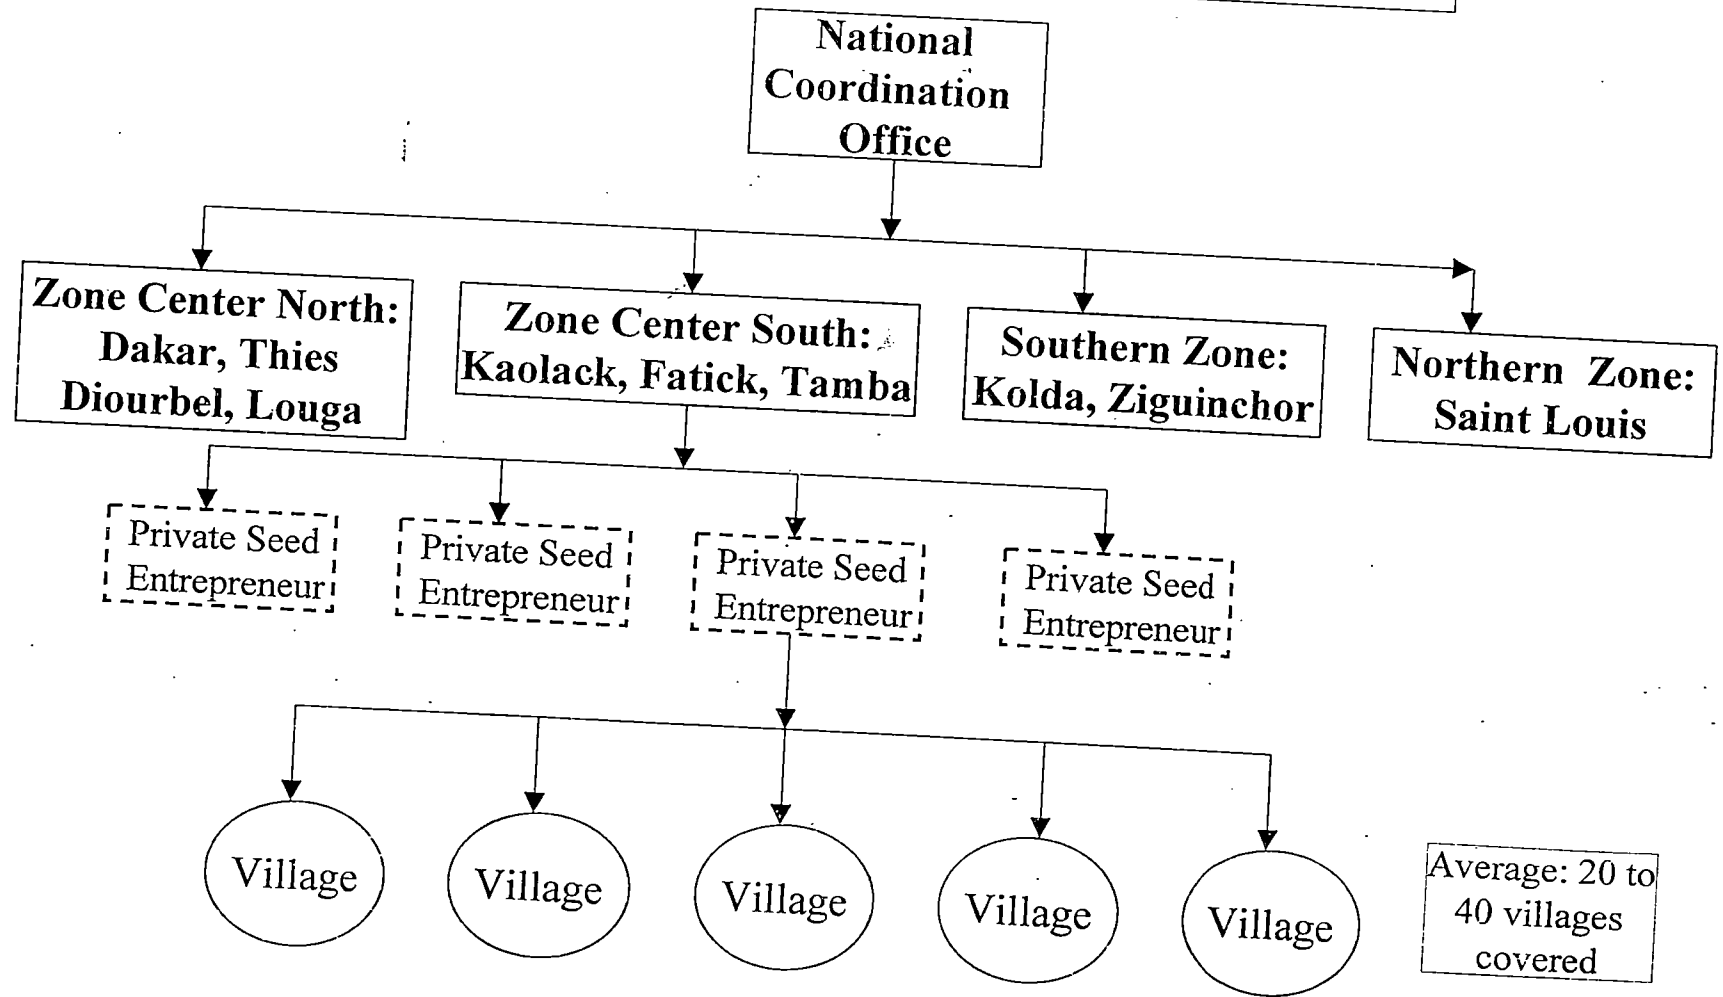 National
Coordination
Office
Zone Center North:
Dakar, Thies
Diourbel, Louga
Zone Center South:
Kaolack, Fatick, Tamba
Southern Zone:
Kolda, Ziguinchor
Northern Zone:
Saint Louis
Private Seed
Entrepreneur
Private Seed
Entrepreneur
Private Seed
Entrepreneur
Private Seed
Entrepreneur
Village
Village
Village
Village
Village
Average: 20 to
40 villages
covered